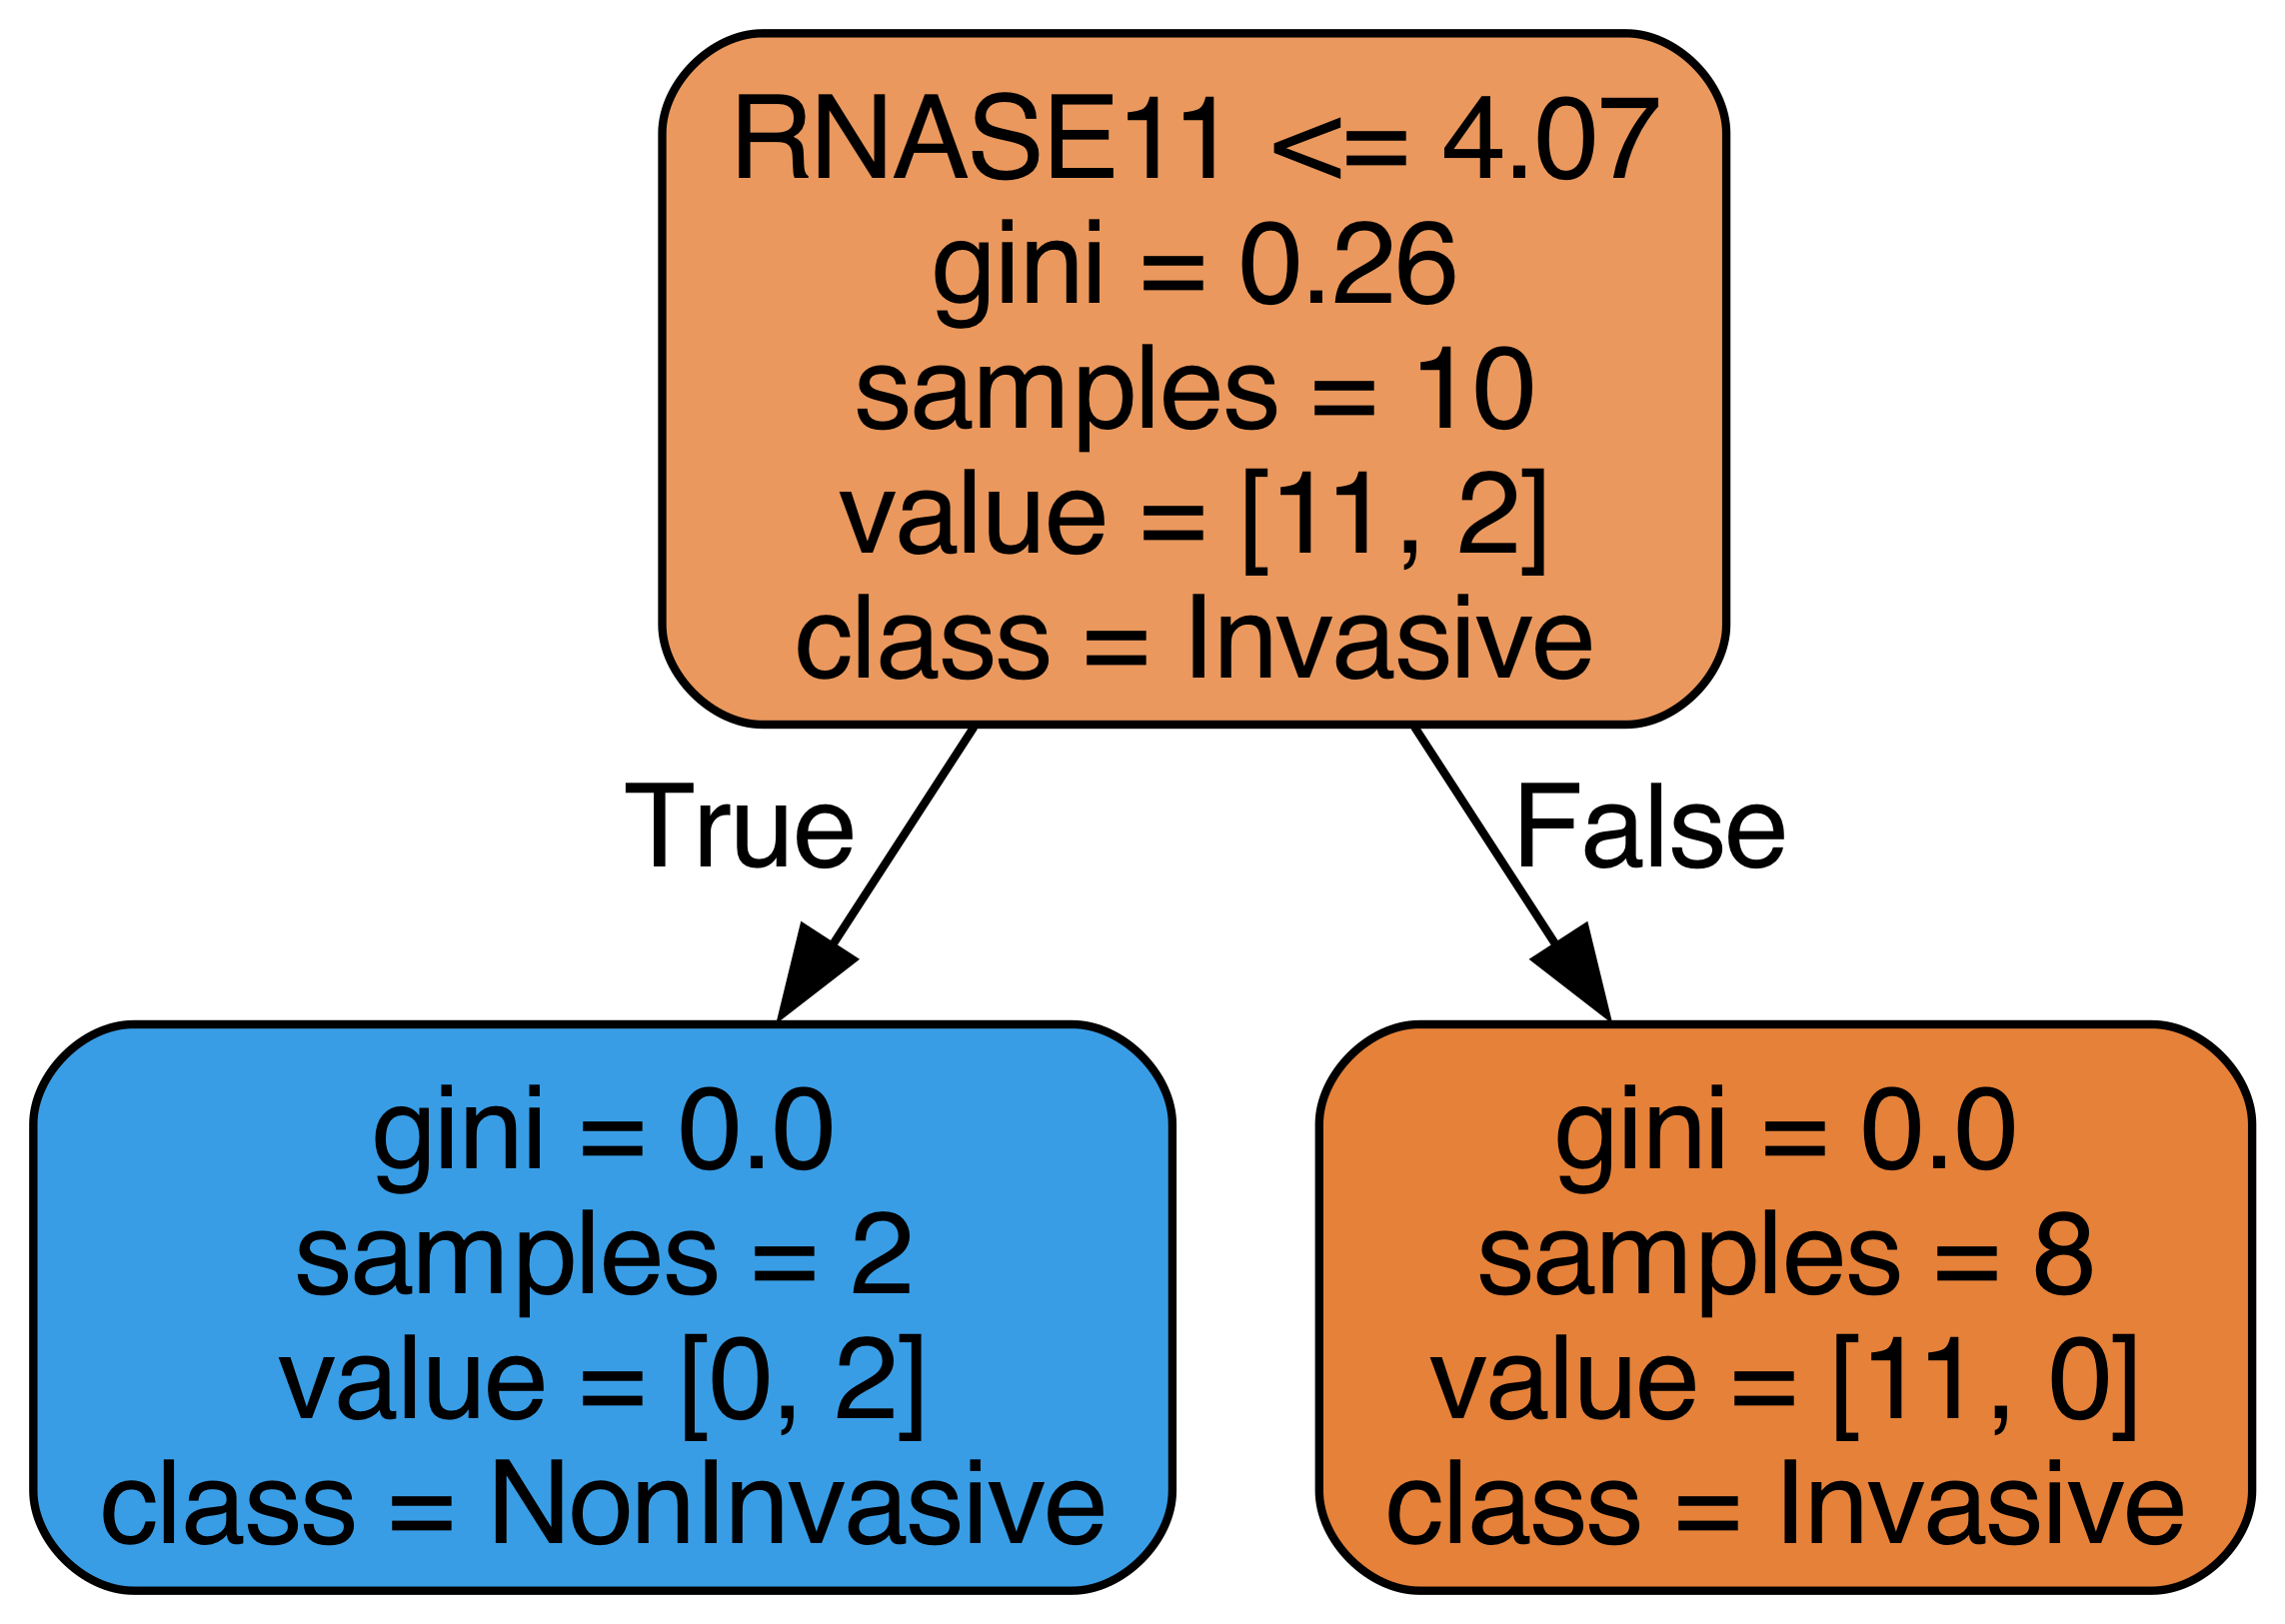 RNASE11 <= 4.07
gini = 0.26
samples = 10
value = [11, 2]
class = Invasive
True
False
gini = 0.0
samples = 2
value = [0, 2]
class = NonInvasive
gini = 0.0
samples = 8
value = [11, 0]
class = Invasive